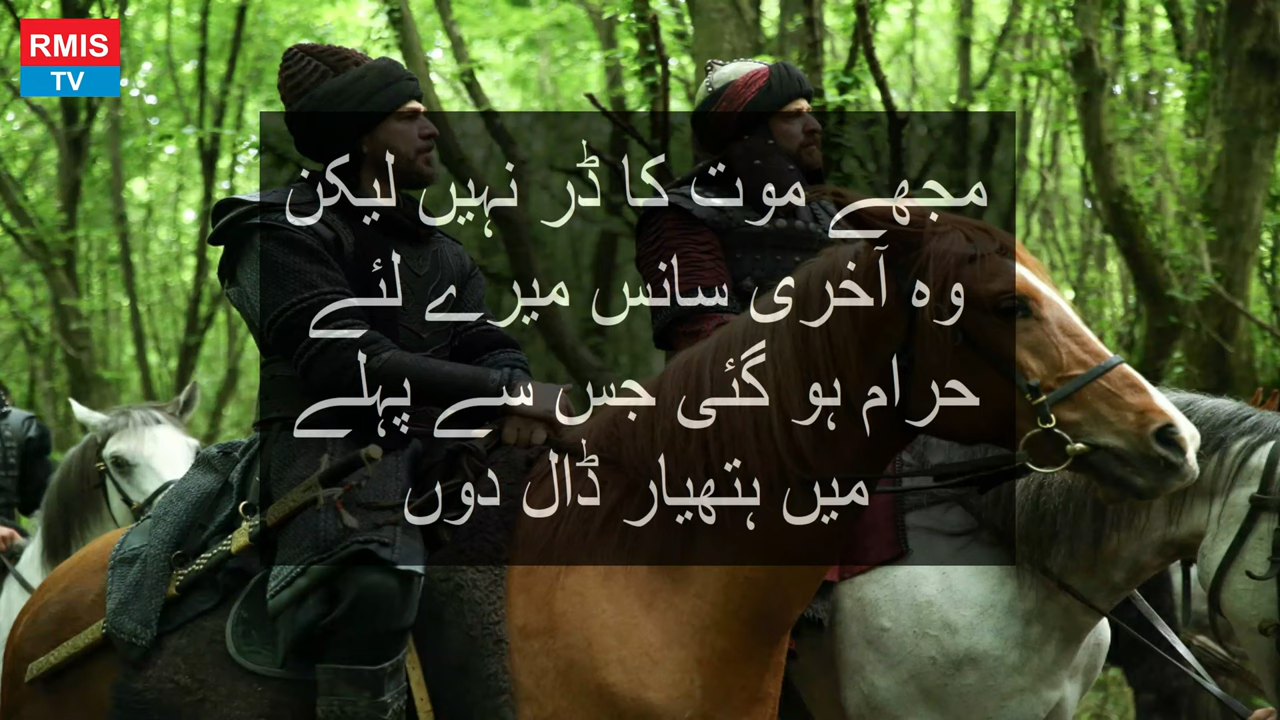 RMIS
TV
مجھے موت کا ڈر نہیں لیکن
وہ آخری سانس میرے لئے
حرام ہو گئی جس سے پہلے
میں ہتھیار ڈال دوں